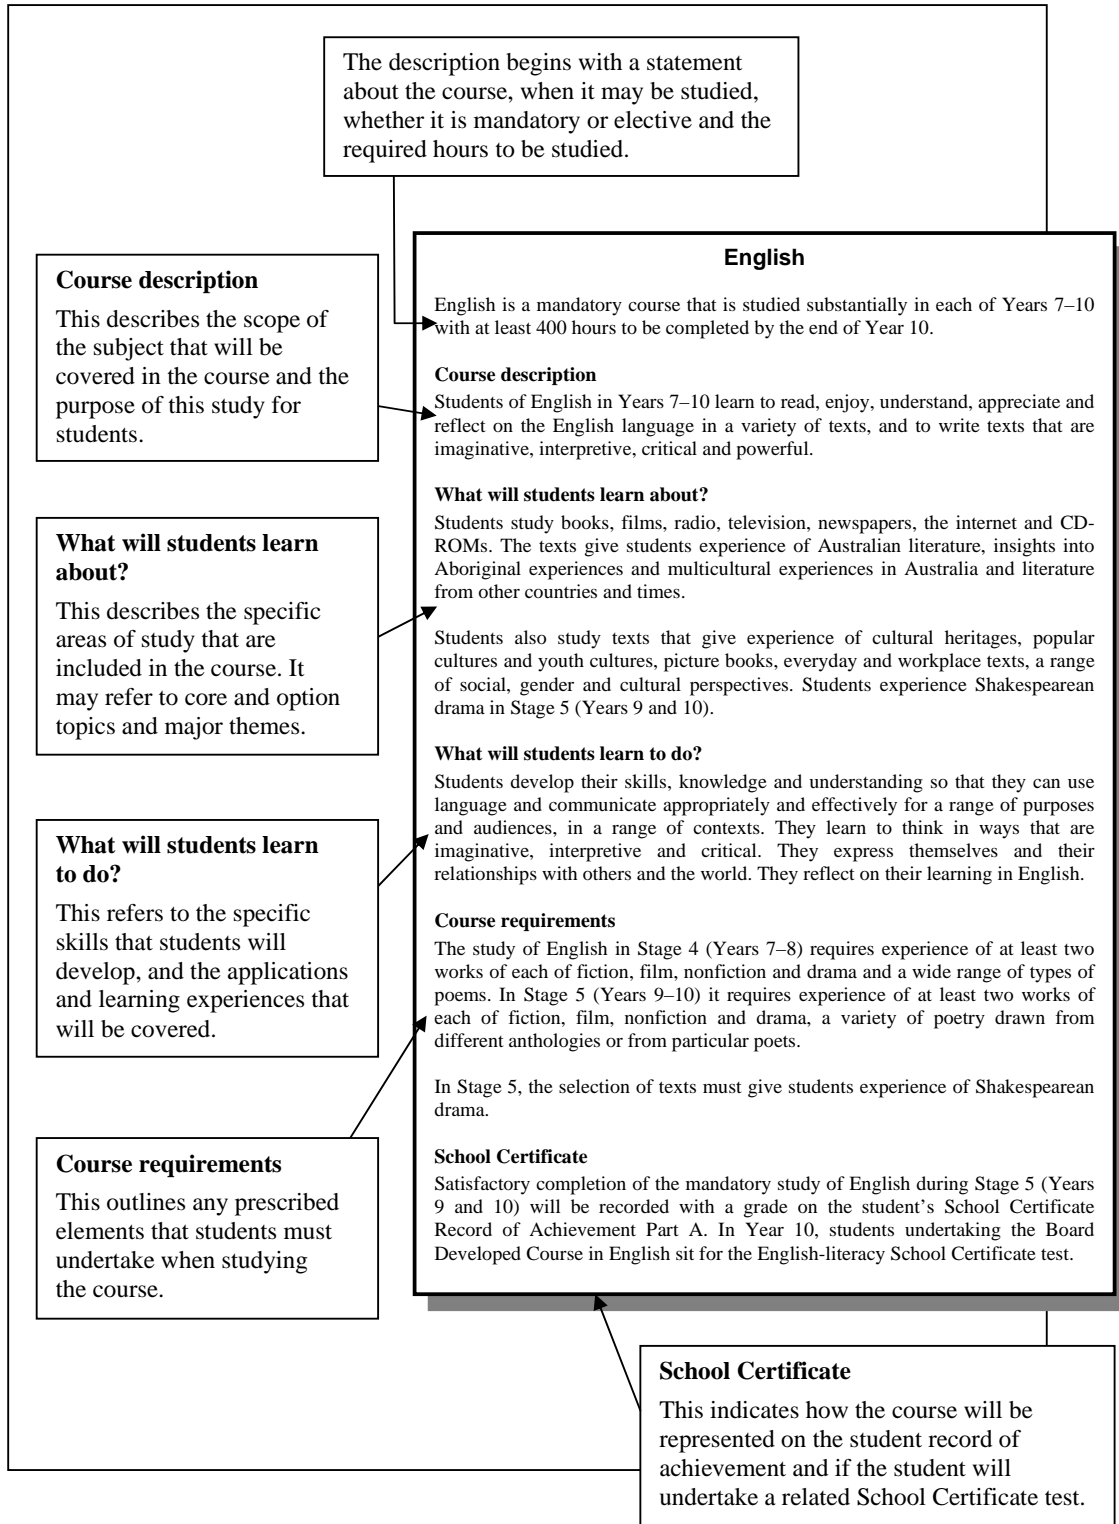 The description begins with a statement
about the course, when it may be studied,
whether it is mandatory or elective and the
required hours to be studied.
Course description
This describes the scope of
the subject that will be
covered in the course and the
purpose of this study for
students.
What will students learn
about?
This describes the specific
areas of study that are
included in the course. It
may refer to core and option
topics and major themes.
What will students learn
to do?
This refers to the specific
skills that students will
develop, and the applications
and learning experiences that
will be covered.
Course requirements
This outlines any prescribed
elements that students must
undertake when studying
the course.
English
English is a mandatory course that is studied substantially in each of Years 7–10
with at least 400 hours to be completed by the end of Year 10.
Course description
Students of English in Years 7–10 learn to read, enjoy, understand, appreciate and
reflect on the English language in a variety of texts, and to write texts that are
imaginative, interpretive, critical and powerful.
What will students learn about?
Students study books, films, radio, television, newspapers, the internet and CD-
ROMs. The texts give students experience of Australian literature, insights into
Aboriginal experiences and multicultural experiences in Australia and literature
from other countries and times.
Students also study texts that give experience of cultural heritages, popular
cultures and youth cultures, picture books, everyday and workplace texts, a range
of social, gender and cultural perspectives. Students experience Shakespearean
drama in Stage 5 (Years 9 and 10).
What will students learn to do?
Students develop their skills, knowledge and understanding so that they can use
language and communicate appropriately and effectively for a range of purposes
and audiences, in a range of contexts. They learn to think in ways that are
imaginative, interpretive and critical. They express themselves and their
relationships with others and the world. They reflect on their learning in English.
Course requirements
The study of English in Stage 4 (Years 7–8) requires experience of at least two
works of each of fiction, film, nonfiction and drama and a wide range of types of
poems. In Stage 5 (Years 9–10) it requires experience of at least two works of
each of fiction, film, nonfiction and drama, a variety of poetry drawn from
different anthologies or from particular poets.
In Stage 5, the selection of texts must give students experience of Shakespearean
drama.
School Certificate
Satisfactory completion of the mandatory study of English during Stage 5 (Years
9 and 10) will be recorded with a grade on the student's School Certificate
Record of Achievement Part A. In Year 10, students undertaking the Board
Developed Course in English sit for the English-literacy School Certificate test.
School Certificate
This indicates how the course will be
represented on the student record of
achievement and if the student will
undertake a related School Certificate test.